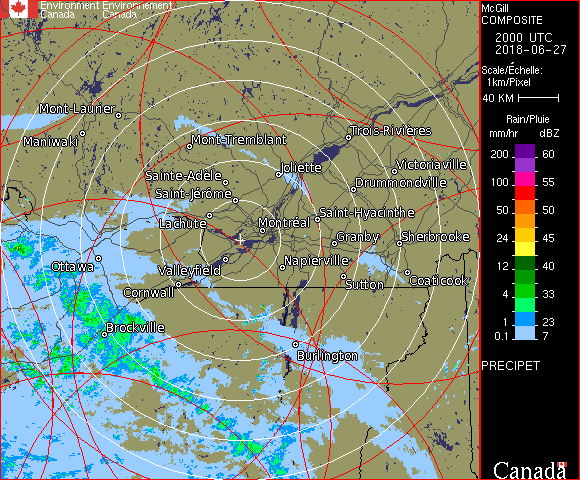 Environment Environnement
Canada Canada
McGill
COMPOSITE
2000 UTC
2018-06-27
Scale/Échelle:
1km/Pixel
40 KM
Rain/Pluie
mm/hr dBZ
200 60
155
100 55
50 50
24 45
12 40
4 33
1 23
0.1 7
PRECIPET
Canada
Mont-Laurier
Maniwaki
Mont-Tremblant
Trois-Rivières
Sainte-Adèle
Joliette
Victoriaville
Saint-Jérôme
Drummondville
Lachute
Montréal
Saint-Hyacinthe
Granby
Sherbrooke
Ottawa
Valleyfield
Napierville
Cornwall
Sutton
Coaticook
Brockville
Burlington